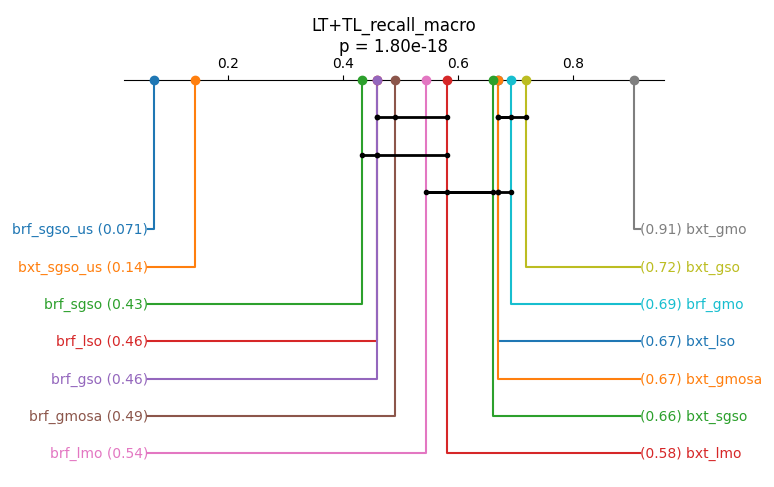 LT+TL_recall_macro
p = 1.80e-18
0.2 0.4 0.6 0.8
brf_sgso_us (0.071) (0.91) bxt_gmo
bxt_sgso_us (0.14) (0.72) bxt_gso
brf_sgso (0.43) (0.69) brf_gmo
brf_lso (0.46) (0.67) bxt_lso
brf_gso (0.46) (0.67) bxt_gmosa
brf_gmosa (0.49) (0.66) bxt_sgso
brf_lmo (0.54) (0.58) bxt_lmo